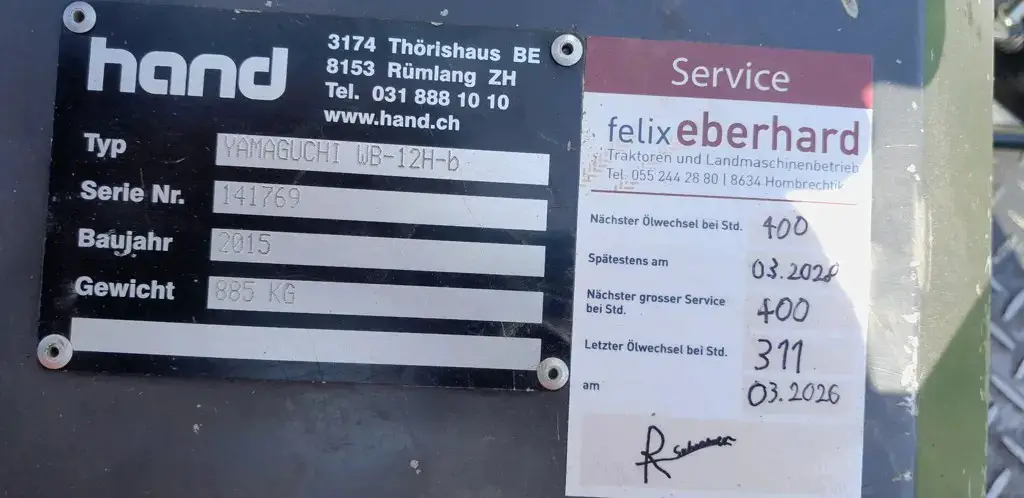 hand
3174 Thörishaus BE
8153 Rümlang ZH
Tel. 031 888 10 10
www.hand.ch
Typ YAMAGUCHI WB-12H-b
Serie Nr. 141769
Baujahr 2015
Gewicht 885 KG
Service
felix eberhard
Traktoren und Landmaschinenbetrieb
Tel. 055 244 28 80 | 8634 Hombrechtik
Nächster Ölwechsel bei Std. 400
Spätestens am 03.2028
Nächster grosser Service
bei Std. 400
Letzter Ölwechsel bei Std. 311
am 03.2026